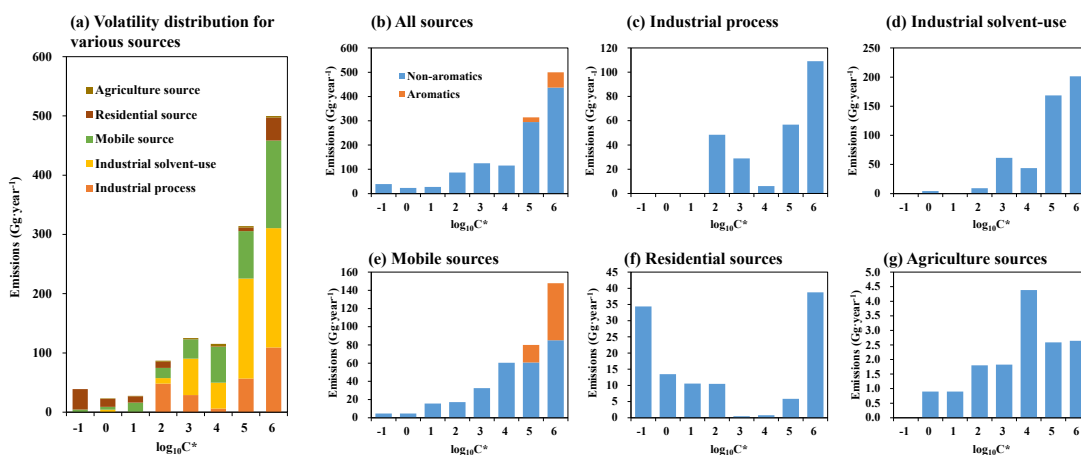 (a) Volatility distribution for
various sources
Emissions (Gg·year⁻¹)
600
500
400
300
200
100
0
Agriculture source
Residential source
Mobile source
Industrial solvent-use
Industrial process
-1 0 1 2 3 4 5 6
log₁₀C*
(b) All sources
Emissions (Gg·year⁻¹)
600
500
400
300
200
100
0
Non-aromatics
Aromatics
-1 0 1 2 3 4 5 6
log₁₀C*
(c) Industrial process
Emissions (Gg·year⁻¹)
120
100
80
60
40
20
0
-1 0 1 2 3 4 5 6
log₁₀C*
(d) Industrial solvent-use
Emissions (Gg·year⁻¹)
250
200
150
100
50
0
-1 0 1 2 3 4 5 6
log₁₀C*
(e) Mobile sources
Emissions (Gg·year⁻¹)
160
140
120
100
80
60
40
20
0
-1 0 1 2 3 4 5 6
log₁₀C*
(f) Residential sources
Emissions (Gg·year⁻¹)
45
40
35
30
25
20
15
10
5
0
-1 0 1 2 3 4 5 6
log₁₀C*
(g) Agriculture sources
Emissions (Gg·year⁻¹)
5.0
4.5
4.0
3.5
3.0
2.5
2.0
1.5
1.0
0.5
0.0
-1 0 1 2 3 4 5 6
log₁₀C*